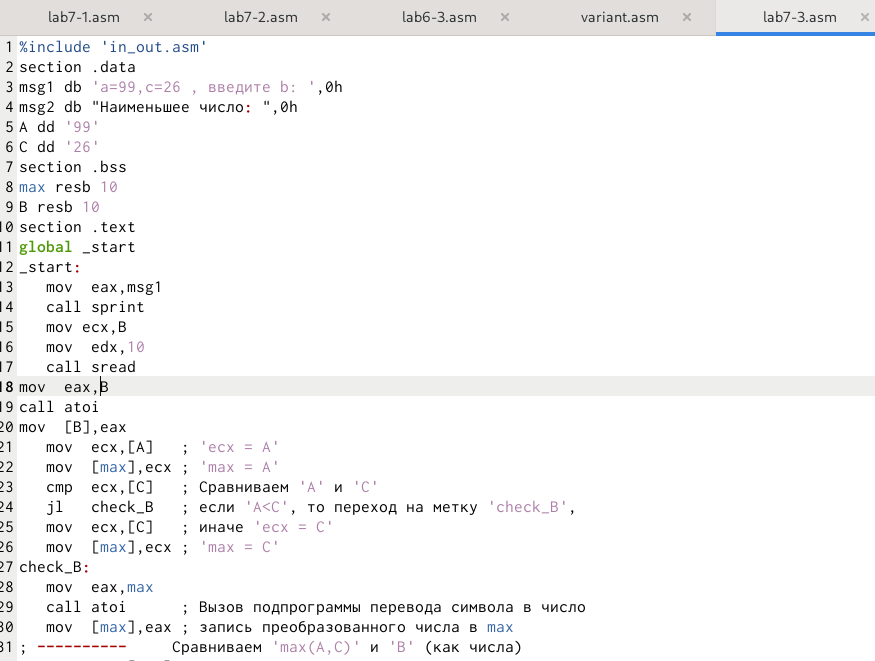 lab7-1.asm × lab7-2.asm × lab6-3.asm × variant.asm × lab7-3.asm ×
1 %include 'in_out.asm'
2 section .data
3 msg1 db 'a=99,c=26 , введите b: ',0h
4 msg2 db "Наименьшее число: ",0h
5 A dd '99'
6 C dd '26'
7 section .bss
8 max resb 10
9 B resb 10
10 section .text
11 global _start
12 _start:
13    mov  eax,msg1
14    call sprint
15    mov ecx,B
16    mov  edx,10
17    call sread
18 mov  eax,B
19 call atoi
20 mov  [B],eax
21    mov  ecx,[A]   ; 'ecx = A'
22    mov  [max],ecx ; 'max = A'
23    cmp  ecx,[C]   ; Сравниваем 'A' и 'C'
24    jl   check_B   ; если 'A<C', то переход на метку 'check_B',
25    mov  ecx,[C]   ; иначе 'ecx = C'
26    mov  [max],ecx ; 'max = C'
27 check_B:
28    mov  eax,max
29    call atoi      ; Вызов подпрограммы перевода символа в число
30    mov  [max],eax ; запись преобразованного числа в max
31 ; ----------     Сравниваем 'max(A,C)' и 'B' (как числа)